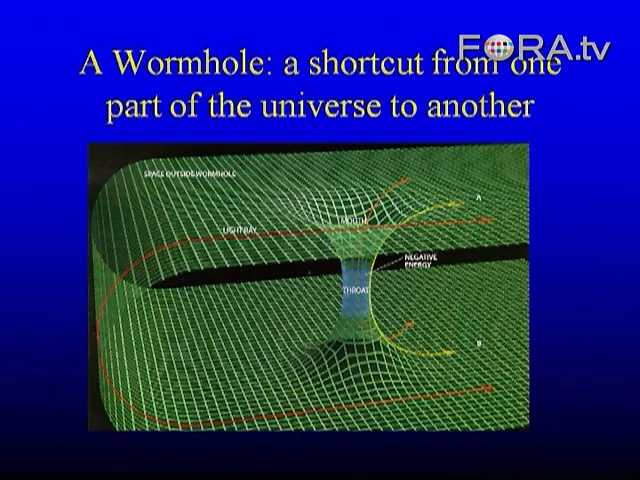 FORA.tv
A Wormhole: a shortcut from one
part of the universe to another
SPACE OUTSIDE WORMHOLE
A
MOUTH
LIGHT RAY
NEGATIVE
ENERGY
THROAT
B